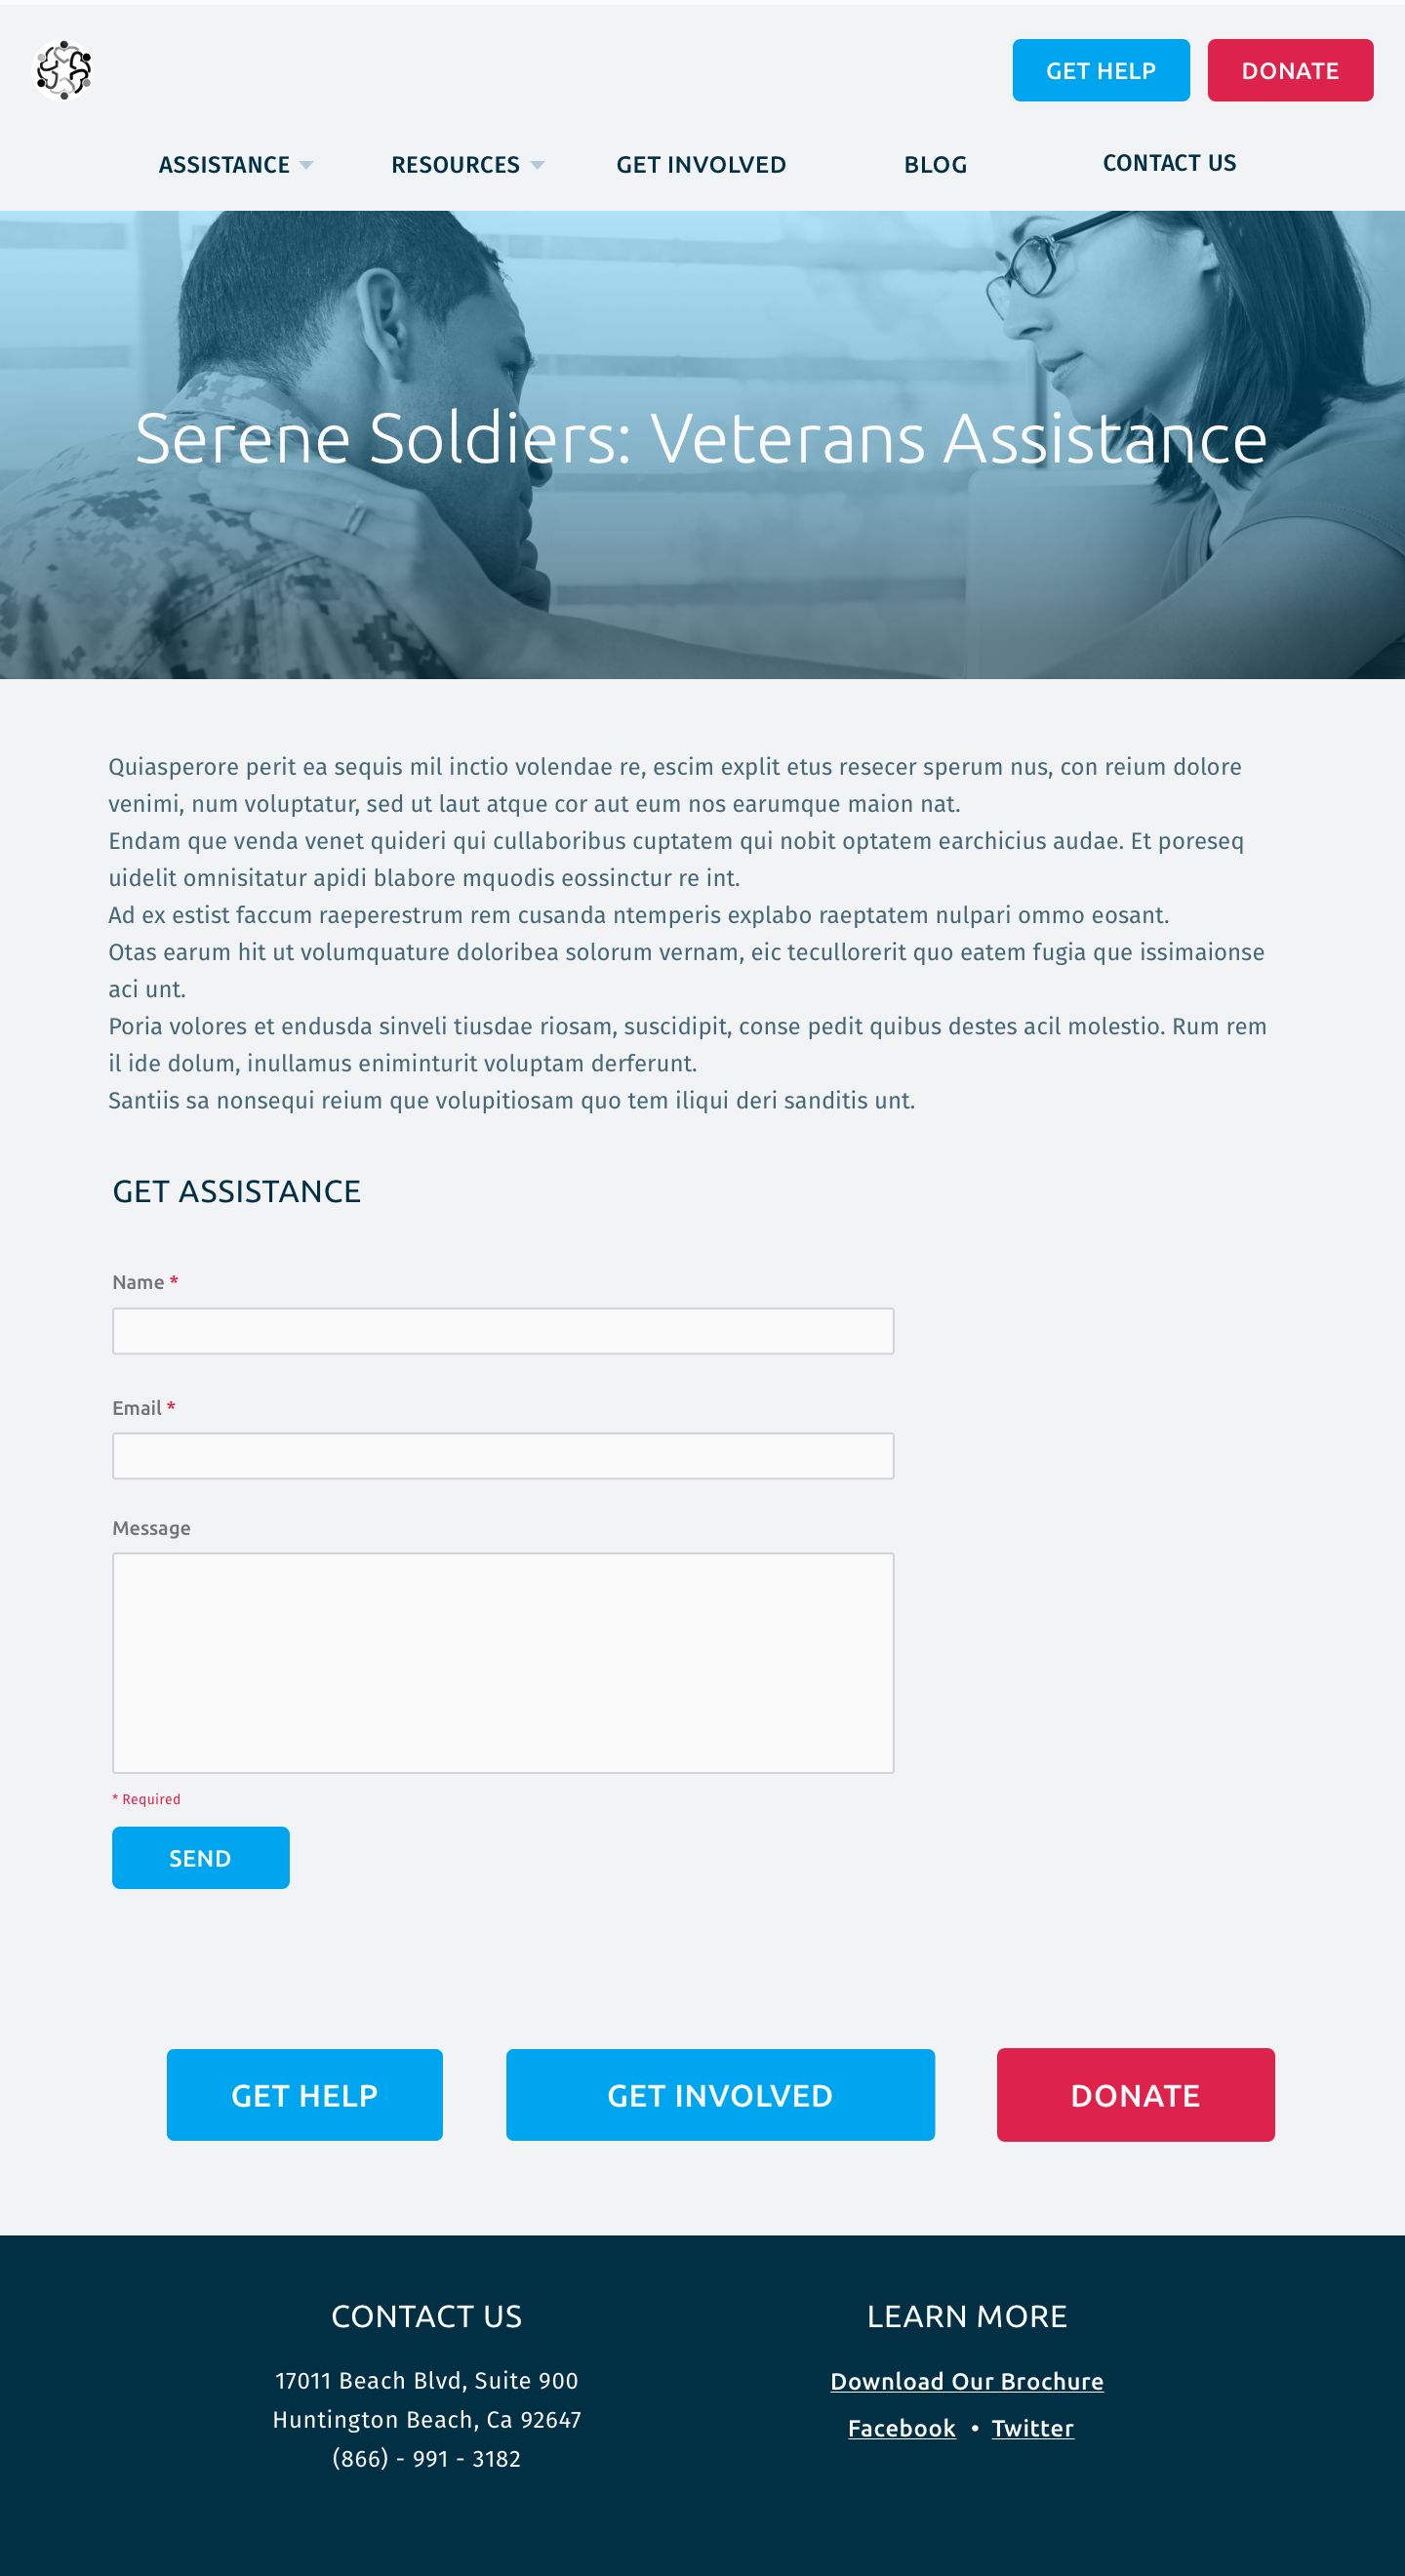 GET HELP
DONATE
ASSISTANCE
RESOURCES
GET INVOLVED
BLOG
CONTACT US
Serene Soldiers: Veterans Assistance
Quiasperore perit ea sequis mil inctio volendae re, escim explit etus resecer sperum nus, con reium dolore
venimi, num voluptatur, sed ut laut atque cor aut eum nos earumque maion nat.
Endam que venda venet quideri qui cullaboribus cuptatem qui nobit optatem earchicius audae. Et poreseq
uidelit omnisitatur apidi blabore mquodis eossinctur re int.
Ad ex estist faccum raeperestrum rem cusanda ntemperis explabo raeptatem nulpari ommo eosant.
Otas earum hit ut volumquature doloribea solorum vernam, eic tecullorerit quo eatem fugia que issimaionse
aci unt.
Poria volores et endusda sinveli tiusdae riosam, suscidipit, conse pedit quibus destes acil molestio. Rum rem
il ide dolum, inullamus eniminturit voluptam derferunt.
Santiis sa nonsequi reium que volupitiosam quo tem iliqui deri sanditis unt.
GET ASSISTANCE
Name *
Email *
Message
* Required
SEND
GET HELP
GET INVOLVED
DONATE
CONTACT US
17011 Beach Blvd, Suite 900
Huntington Beach, Ca 92647
(866) - 991 - 3182
LEARN MORE
Download Our Brochure
Facebook • Twitter